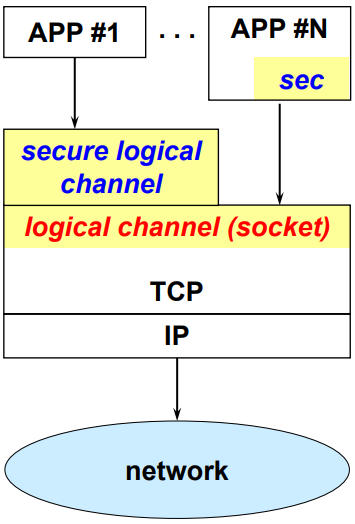 APP #1
. . .
APP #N
sec
secure logical
channel
logical channel (socket)
TCP
IP
network